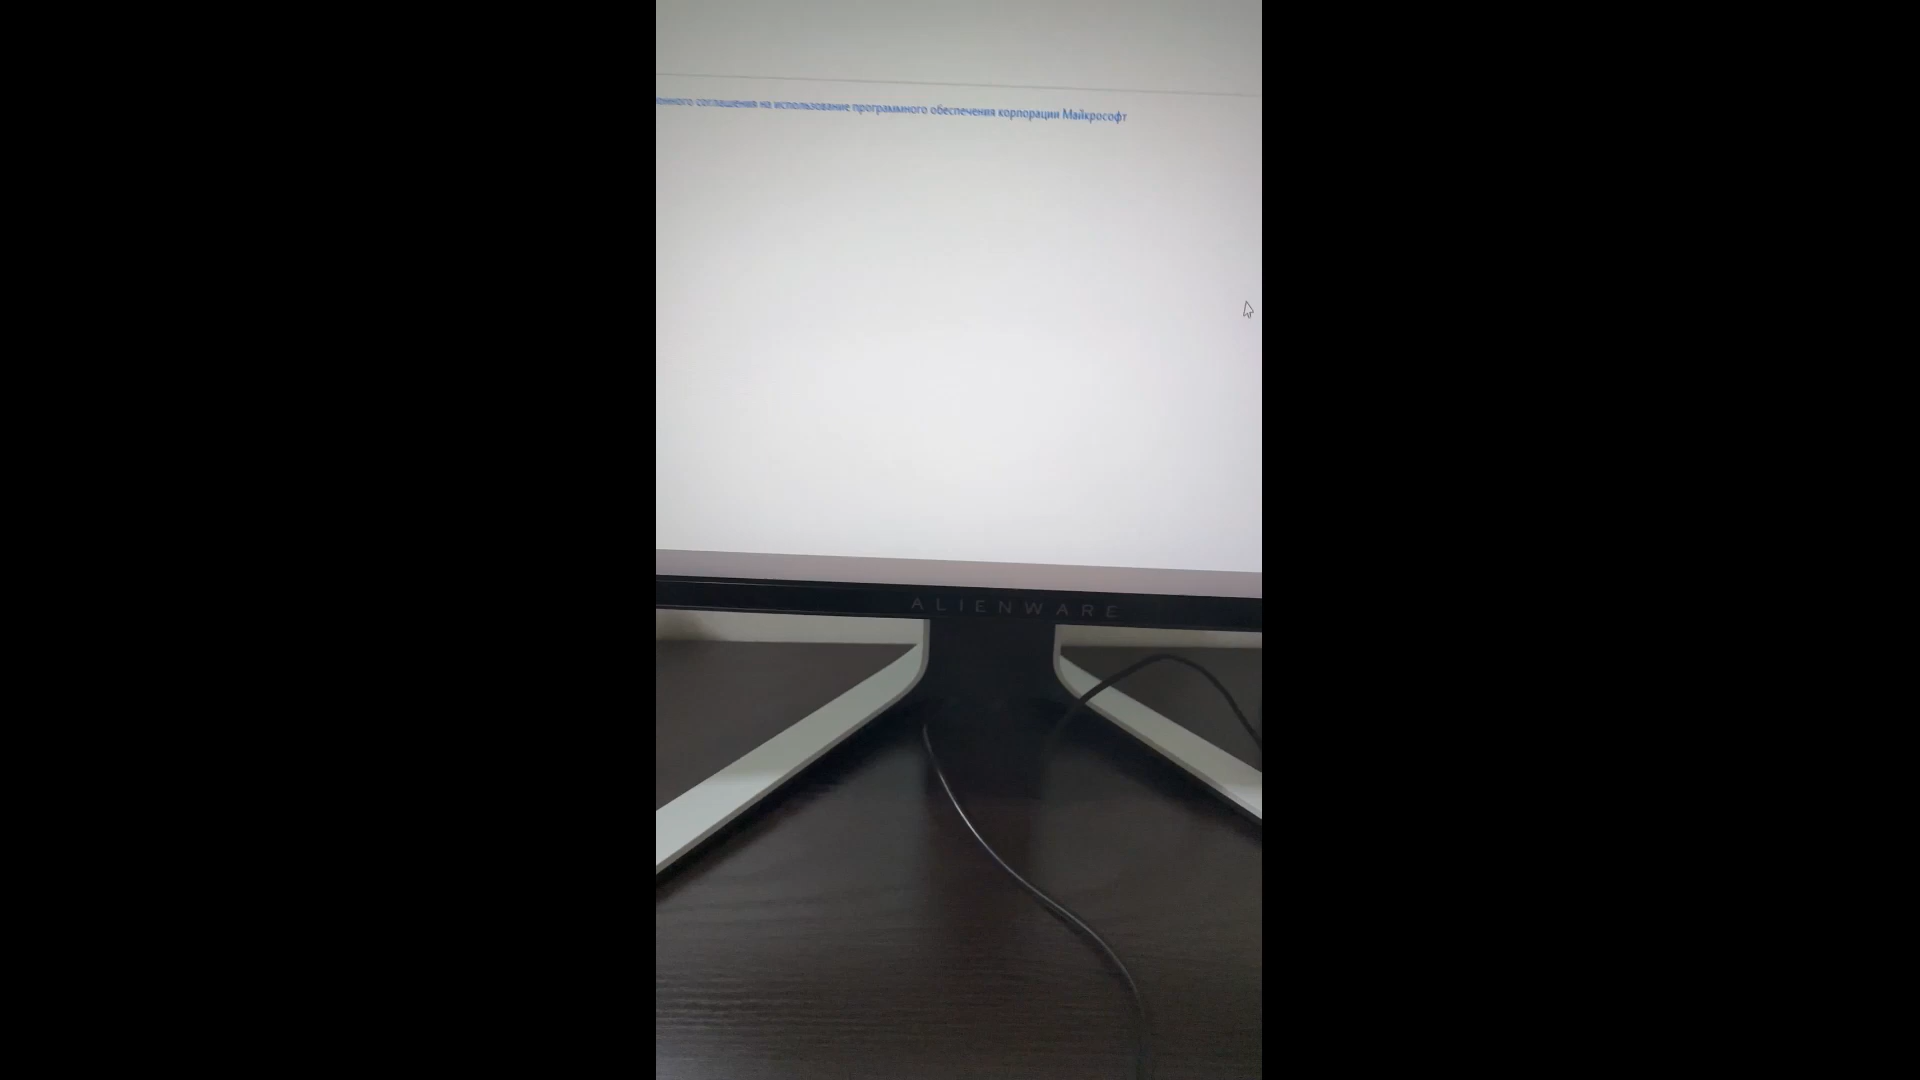 соглашения на использование программного обеспечения корпорации Майкрософт
ALIENWARE